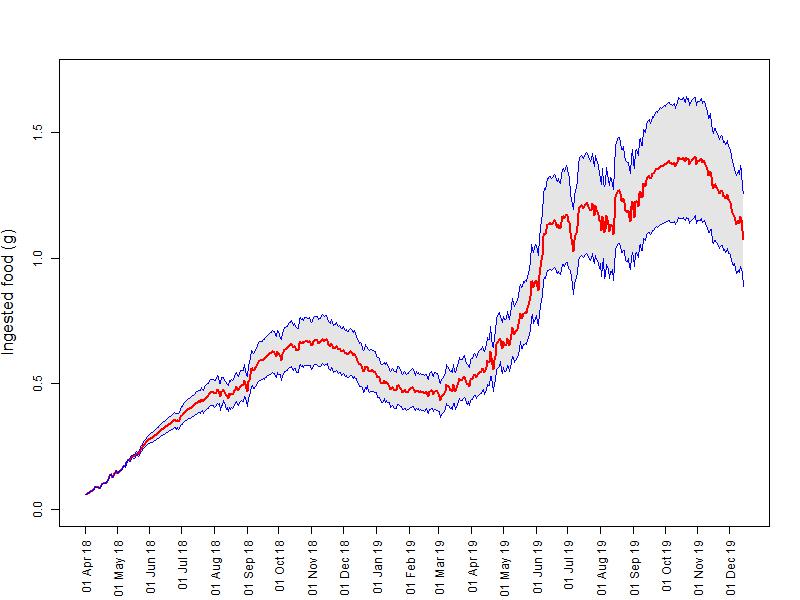 Ingested food (g)
1.5
1.0
0.5
0.0
01 Apr 18
01 May 18
01 Jun 18
01 Jul 18
01 Aug 18
01 Sep 18
01 Oct 18
01 Nov 18
01 Dec 18
01 Jan 19
01 Feb 19
01 Mar 19
01 Apr 19
01 May 19
01 Jun 19
01 Jul 19
01 Aug 19
01 Sep 19
01 Oct 19
01 Nov 19
01 Dec 19